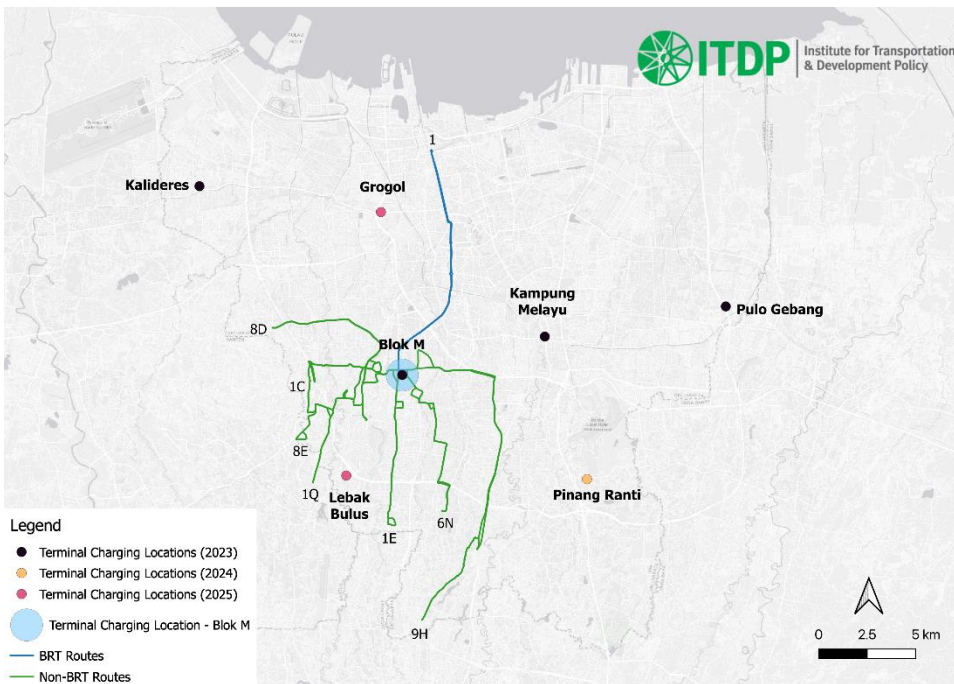 ITDP
Institute for Transportation
& Development Policy
1
Kalideres
Grogol
Kampung
Melayu
Pulo Gebang
8D
Blok M
1C
8E
1Q
Lebak
Bulus
1E
6N
Pinang Ranti
9H
Legend
Terminal Charging Locations (2023)
Terminal Charging Locations (2024)
Terminal Charging Locations (2025)
Terminal Charging Location - Blok M
BRT Routes
Non-BRT Routes
0 2.5 5 km